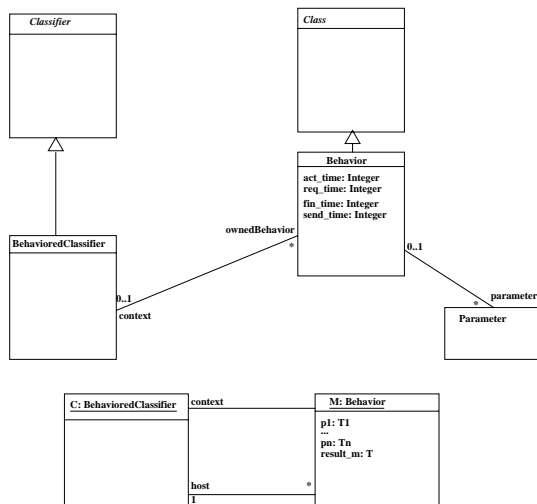 Classifier
Class
Behavior
act_time: Integer
req_time: Integer
fin_time: Integer
send_time: Integer
BehavioredClassifier
ownedBehavior
*
0..1
0..1
context
parameter
*
Parameter
C: BehavioredClassifier
context
M: Behavior
p1: T1
...
pn: Tn
result_m: T
host
*
1